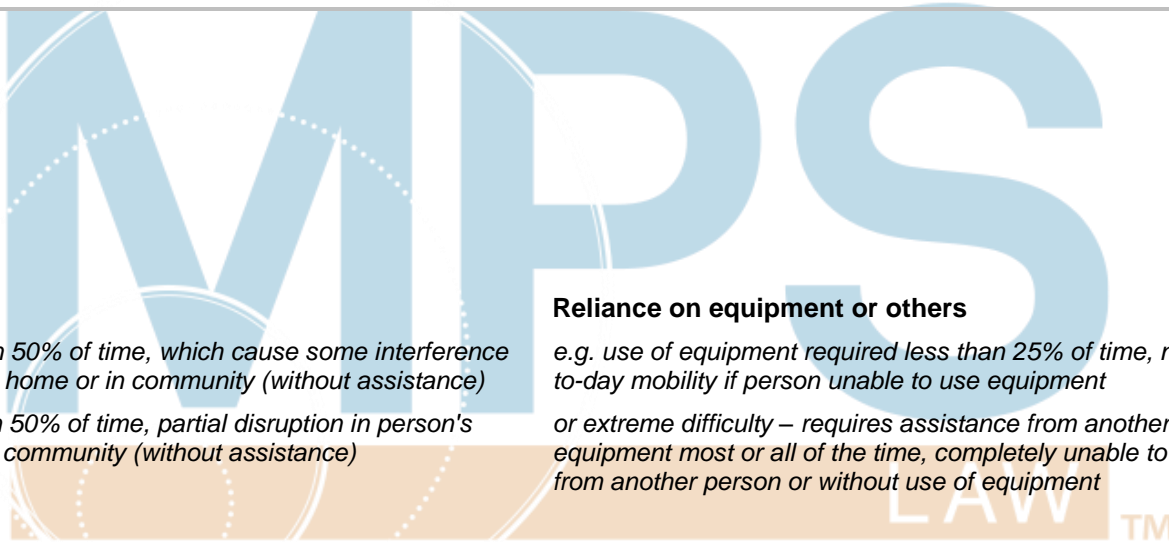 MPS
Reliance on equipment or others
50% of time, which cause some interference
home or in community (without assistance)
50% of time, partial disruption in person's
community (without assistance)
e.g. use of equipment required less than 25% of time,
to-day mobility if person unable to use equipment
or extreme difficulty – requires assistance from another
equipment most or all of the time, completely unable to
from another person or without use of equipment
LAW
TM